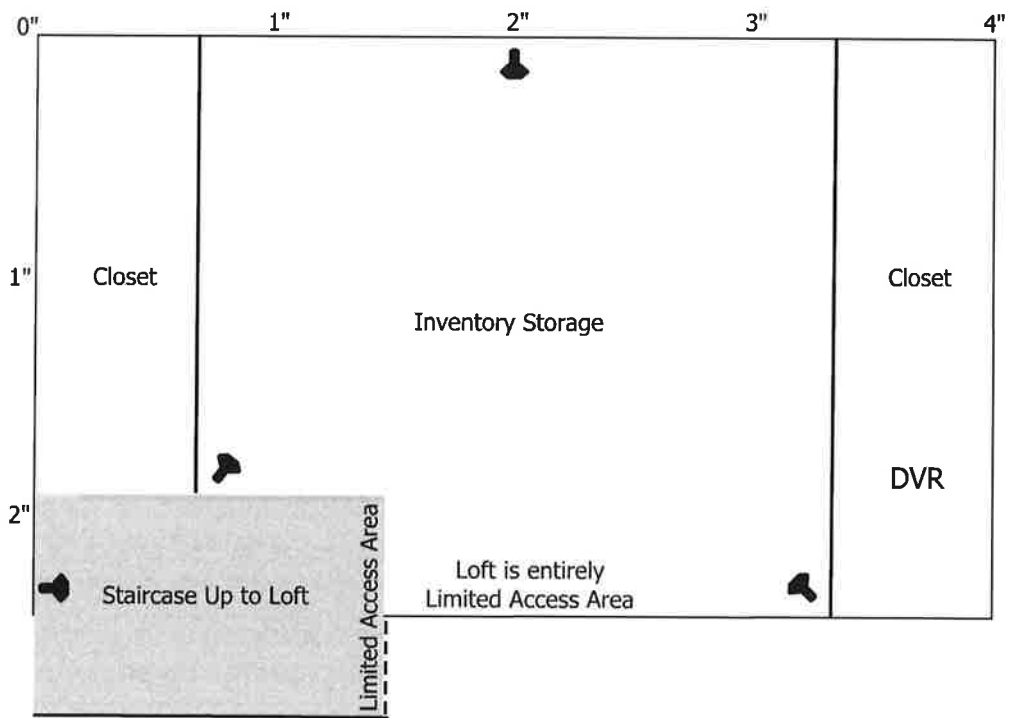 0" 1" 2" 3" 4"
1"
Closet
Closet
Inventory Storage
DVR
2"
Limited Access Area
Staircase Up to Loft
Loft is entirely
Limited Access Area